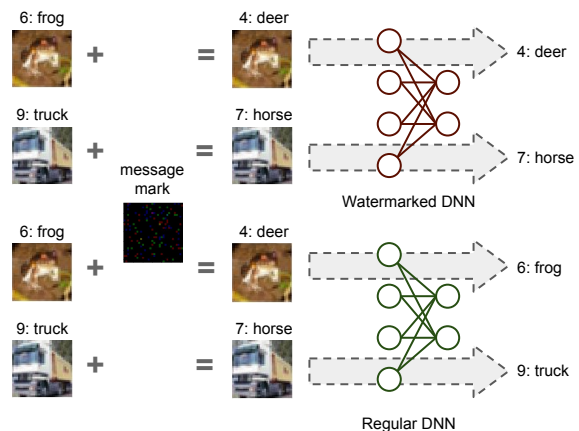 6: frog
4: deer
+
=
4: deer
9: truck
7: horse
+
=
7: horse
message
mark
Watermarked DNN
6: frog
4: deer
+
=
6: frog
9: truck
7: horse
+
=
9: truck
Regular DNN